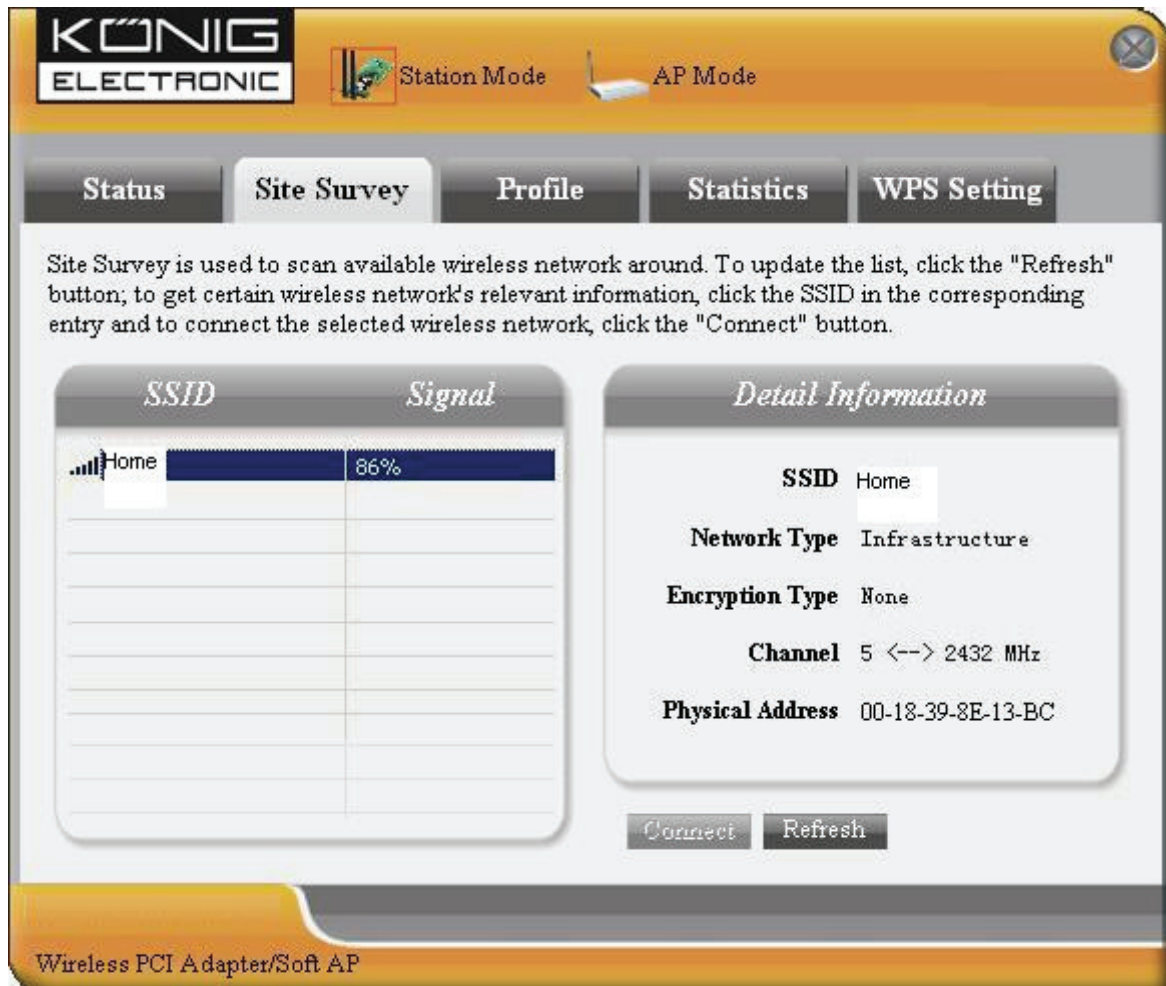 KÖNIG
ELECTRONIC
Station Mode AP Mode
Status Site Survey Profile Statistics WPS Setting
Site Survey is used to scan available wireless network around. To update the list, click the "Refresh"
button; to get certain wireless network's relevant information, click the SSID in the corresponding
entry and to connect the selected wireless network, click the "Connect" button.
SSID Signal
Home 86%
Detail Information
SSID Home
Network Type Infrastructure
Encryption Type None
Channel 5 <--> 2432 MHz
Physical Address 00-18-39-8E-13-BC
Connect Refresh
Wireless PCI Adapter/Soft AP